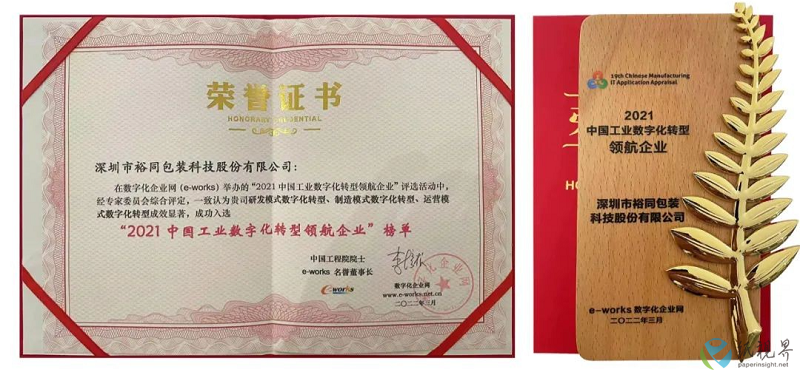 荣誉证书
HONORARY CREDENTIAL
深圳市裕同包装科技股份有限公司：
在数字化企业网(e-works)举办的“2021中国工业数字化转型领航企业”评选活动中，
经专家委员会综合评定，一致认为贵司研发模式数字化转型、制造模式数字化转型、运营模
式数字化转型成效显著，成功入选
“2021中国工业数字化转型领航企业”榜单
中国工程院院士
e-works 名誉董事长
e-works
数字化企业网
www.e-works.net.cn
二〇二二年三月
19th Chinese Manufacturing
IT Application Appraisal
2021
中国工业数字化转型
领航企业
深圳市裕同包装
科技股份有限公司
e-works 数字化企业网
二〇二二年三月
视界
paperinsight.net